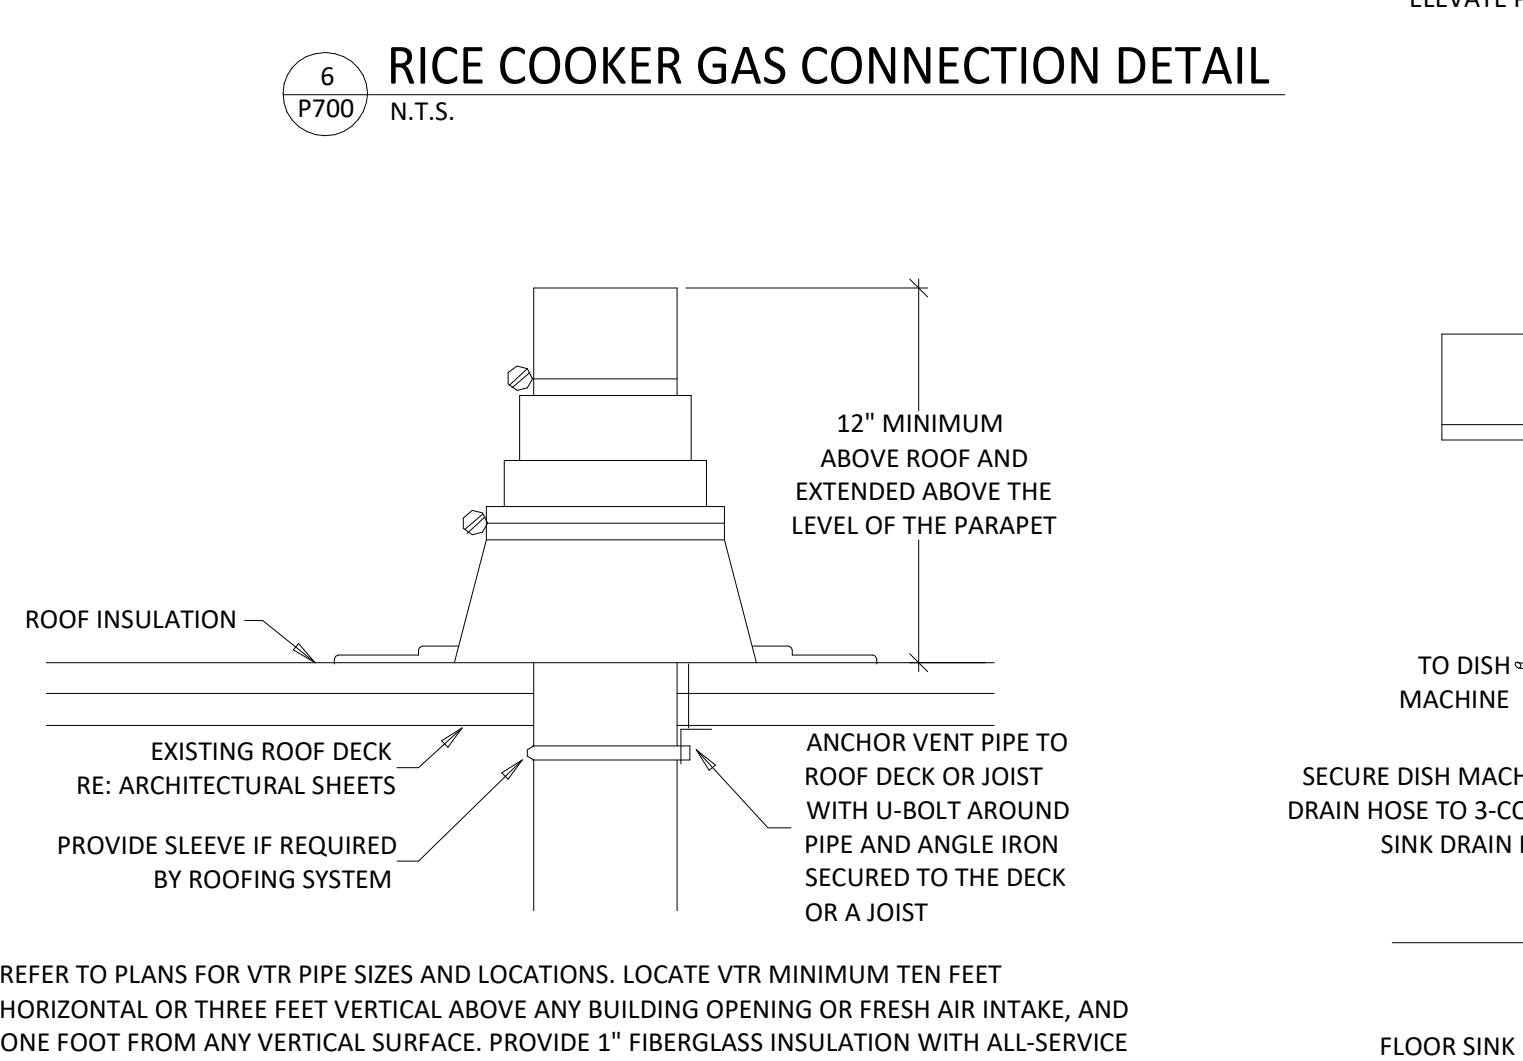 6
P700
RICE COOKER GAS CONNECTION DETAIL
N.T.S.
12" MINIMUM
ABOVE ROOF AND
EXTENDED ABOVE THE
LEVEL OF THE PARAPET
ROOF INSULATION
EXISTING ROOF DECK
RE: ARCHITECTURAL SHEETS
PROVIDE SLEEVE IF REQUIRED
BY ROOFING SYSTEM
ANCHOR VENT PIPE TO
ROOF DECK OR JOIST
WITH U-BOLT AROUND
PIPE AND ANGLE IRON
SECURED TO THE DECK
OR A JOIST
REFER TO PLANS FOR VTR PIPE SIZES AND LOCATIONS. LOCATE VTR MINIMUM TEN FEET
HORIZONTAL OR THREE FEET VERTICAL ABOVE ANY BUILDING OPENING OR FRESH AIR INTAKE, AND
ONE FOOT FROM ANY VERTICAL SURFACE. PROVIDE 1" FIBERGLASS INSULATION WITH ALL-SERVICE
TO DISH
MACHINE
SECURE DISH
DRAIN HOSE TO
SINK DRAIN
FLOOR SINK